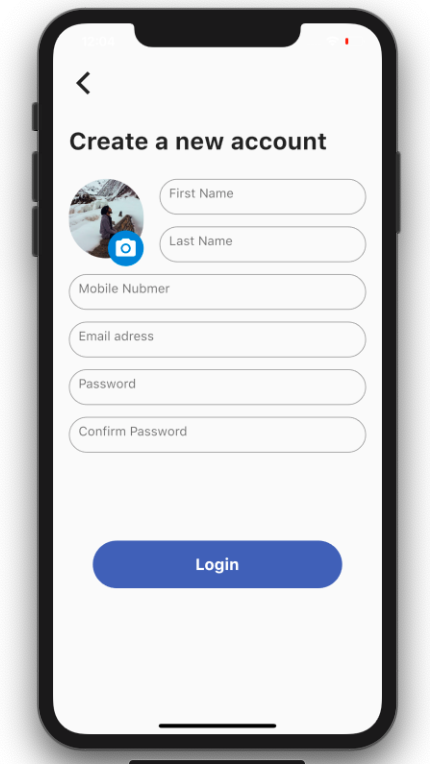 Create a new account
First Name
Last Name
Mobile Nubmer
Email adress
Password
Confirm Password
Login